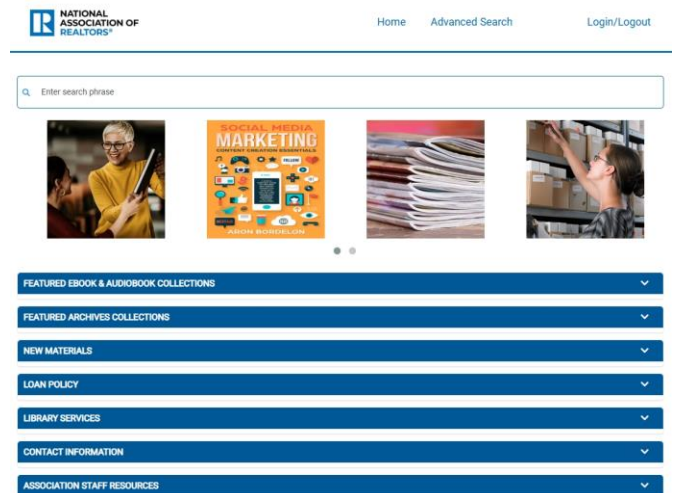 NATIONAL
ASSOCIATION OF
REALTORS®
Home Advanced Search Login/Logout
Enter search phrase
SOCIAL MEDIA
MARKETING
CONTENT CREATION ESSENTIALS
FOLLOW
ARON BORDELON
FEATURED EBOOK & AUDIOBOOK COLLECTIONS
FEATURED ARCHIVES COLLECTIONS
NEW MATERIALS
LOAN POLICY
LIBRARY SERVICES
CONTACT INFORMATION
ASSOCIATION STAFF RESOURCES